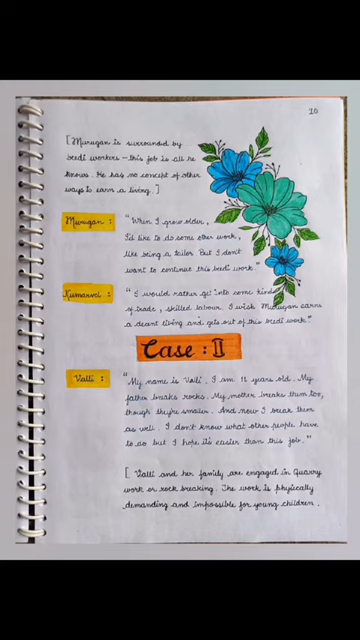 10
[ Murugan is surrounded by
bedi workers - this job is all he
knows. He has no concept of other
ways to earn a living. ]
Murugan : " When I grow older,
I'd like to do some other work,
like being a tailor. But I don't
want to continue this bedi work."
Kumarvel : " I would rather get into some kind
of trade, skilled labour. I wish Murugan earns
a decent living and gets out of this bedi work"
Case : II
Valli : "My name is Valli. I am 11 years old. My
father breaks rocks. My mother breaks them too,
though they're smaller. And now I break them
as well. I don't know what other people have
to do but I hope it's easier than this job."
[ Valli and her family are engaged in Quarry
work or rock breaking. The work is physically
demanding and impossible for young children.